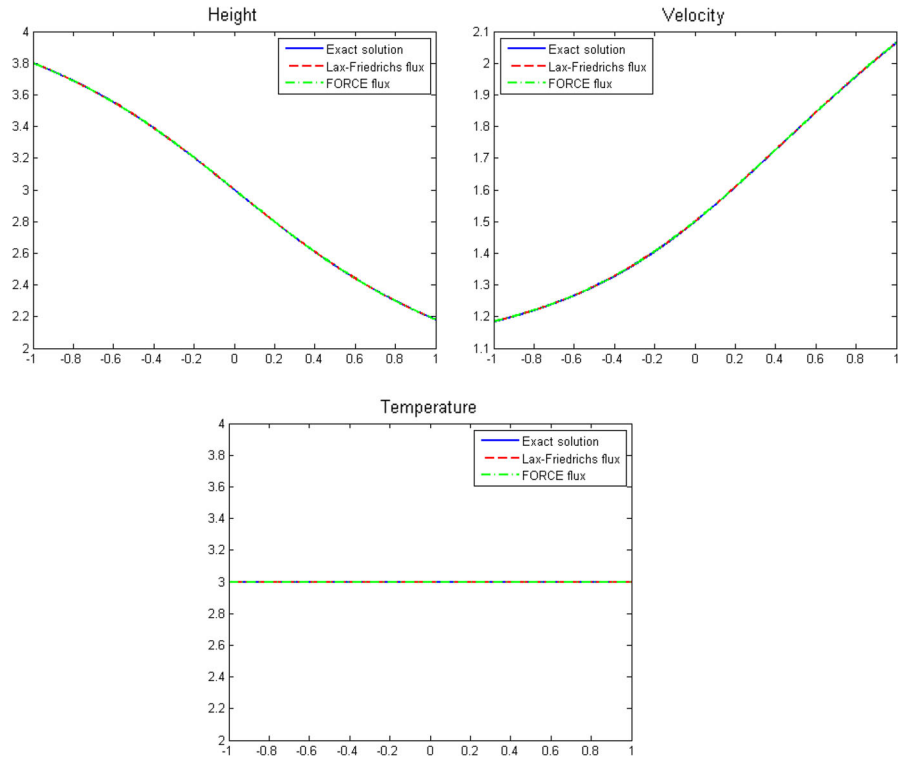 Height
4
3.8
3.6
3.4
3.2
3
2.8
2.6
2.4
2.2
2
-1 -0.8 -0.6 -0.4 -0.2 0 0.2 0.4 0.6 0.8 1
Exact solution
Lax-Friedrichs flux
FORCE flux
Velocity
2.1
2
1.9
1.8
1.7
1.6
1.5
1.4
1.3
1.2
1.1
-1 -0.8 -0.6 -0.4 -0.2 0 0.2 0.4 0.6 0.8 1
Exact solution
Lax-Friedrichs flux
FORCE flux
Temperature
4
3.8
3.6
3.4
3.2
3
2.8
2.6
2.4
2.2
2
-1 -0.8 -0.6 -0.4 -0.2 0 0.2 0.4 0.6 0.8 1
Exact solution
Lax-Friedrichs flux
FORCE flux